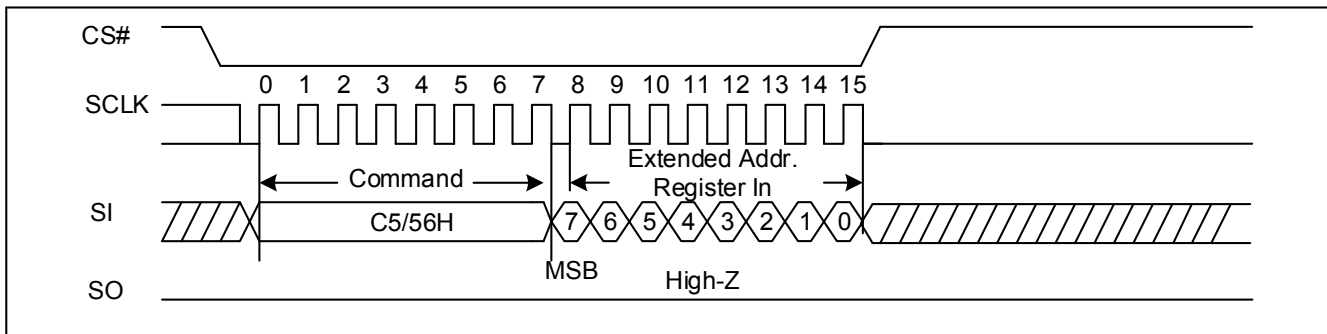 CS#
0 1 2 3 4 5 6 7 8 9 10 11 12 13 14 15
SCLK
Command
Extended Addr.
Register In
SI
C5/56H
7 6 5 4 3 2 1 0
MSB
High-Z
SO